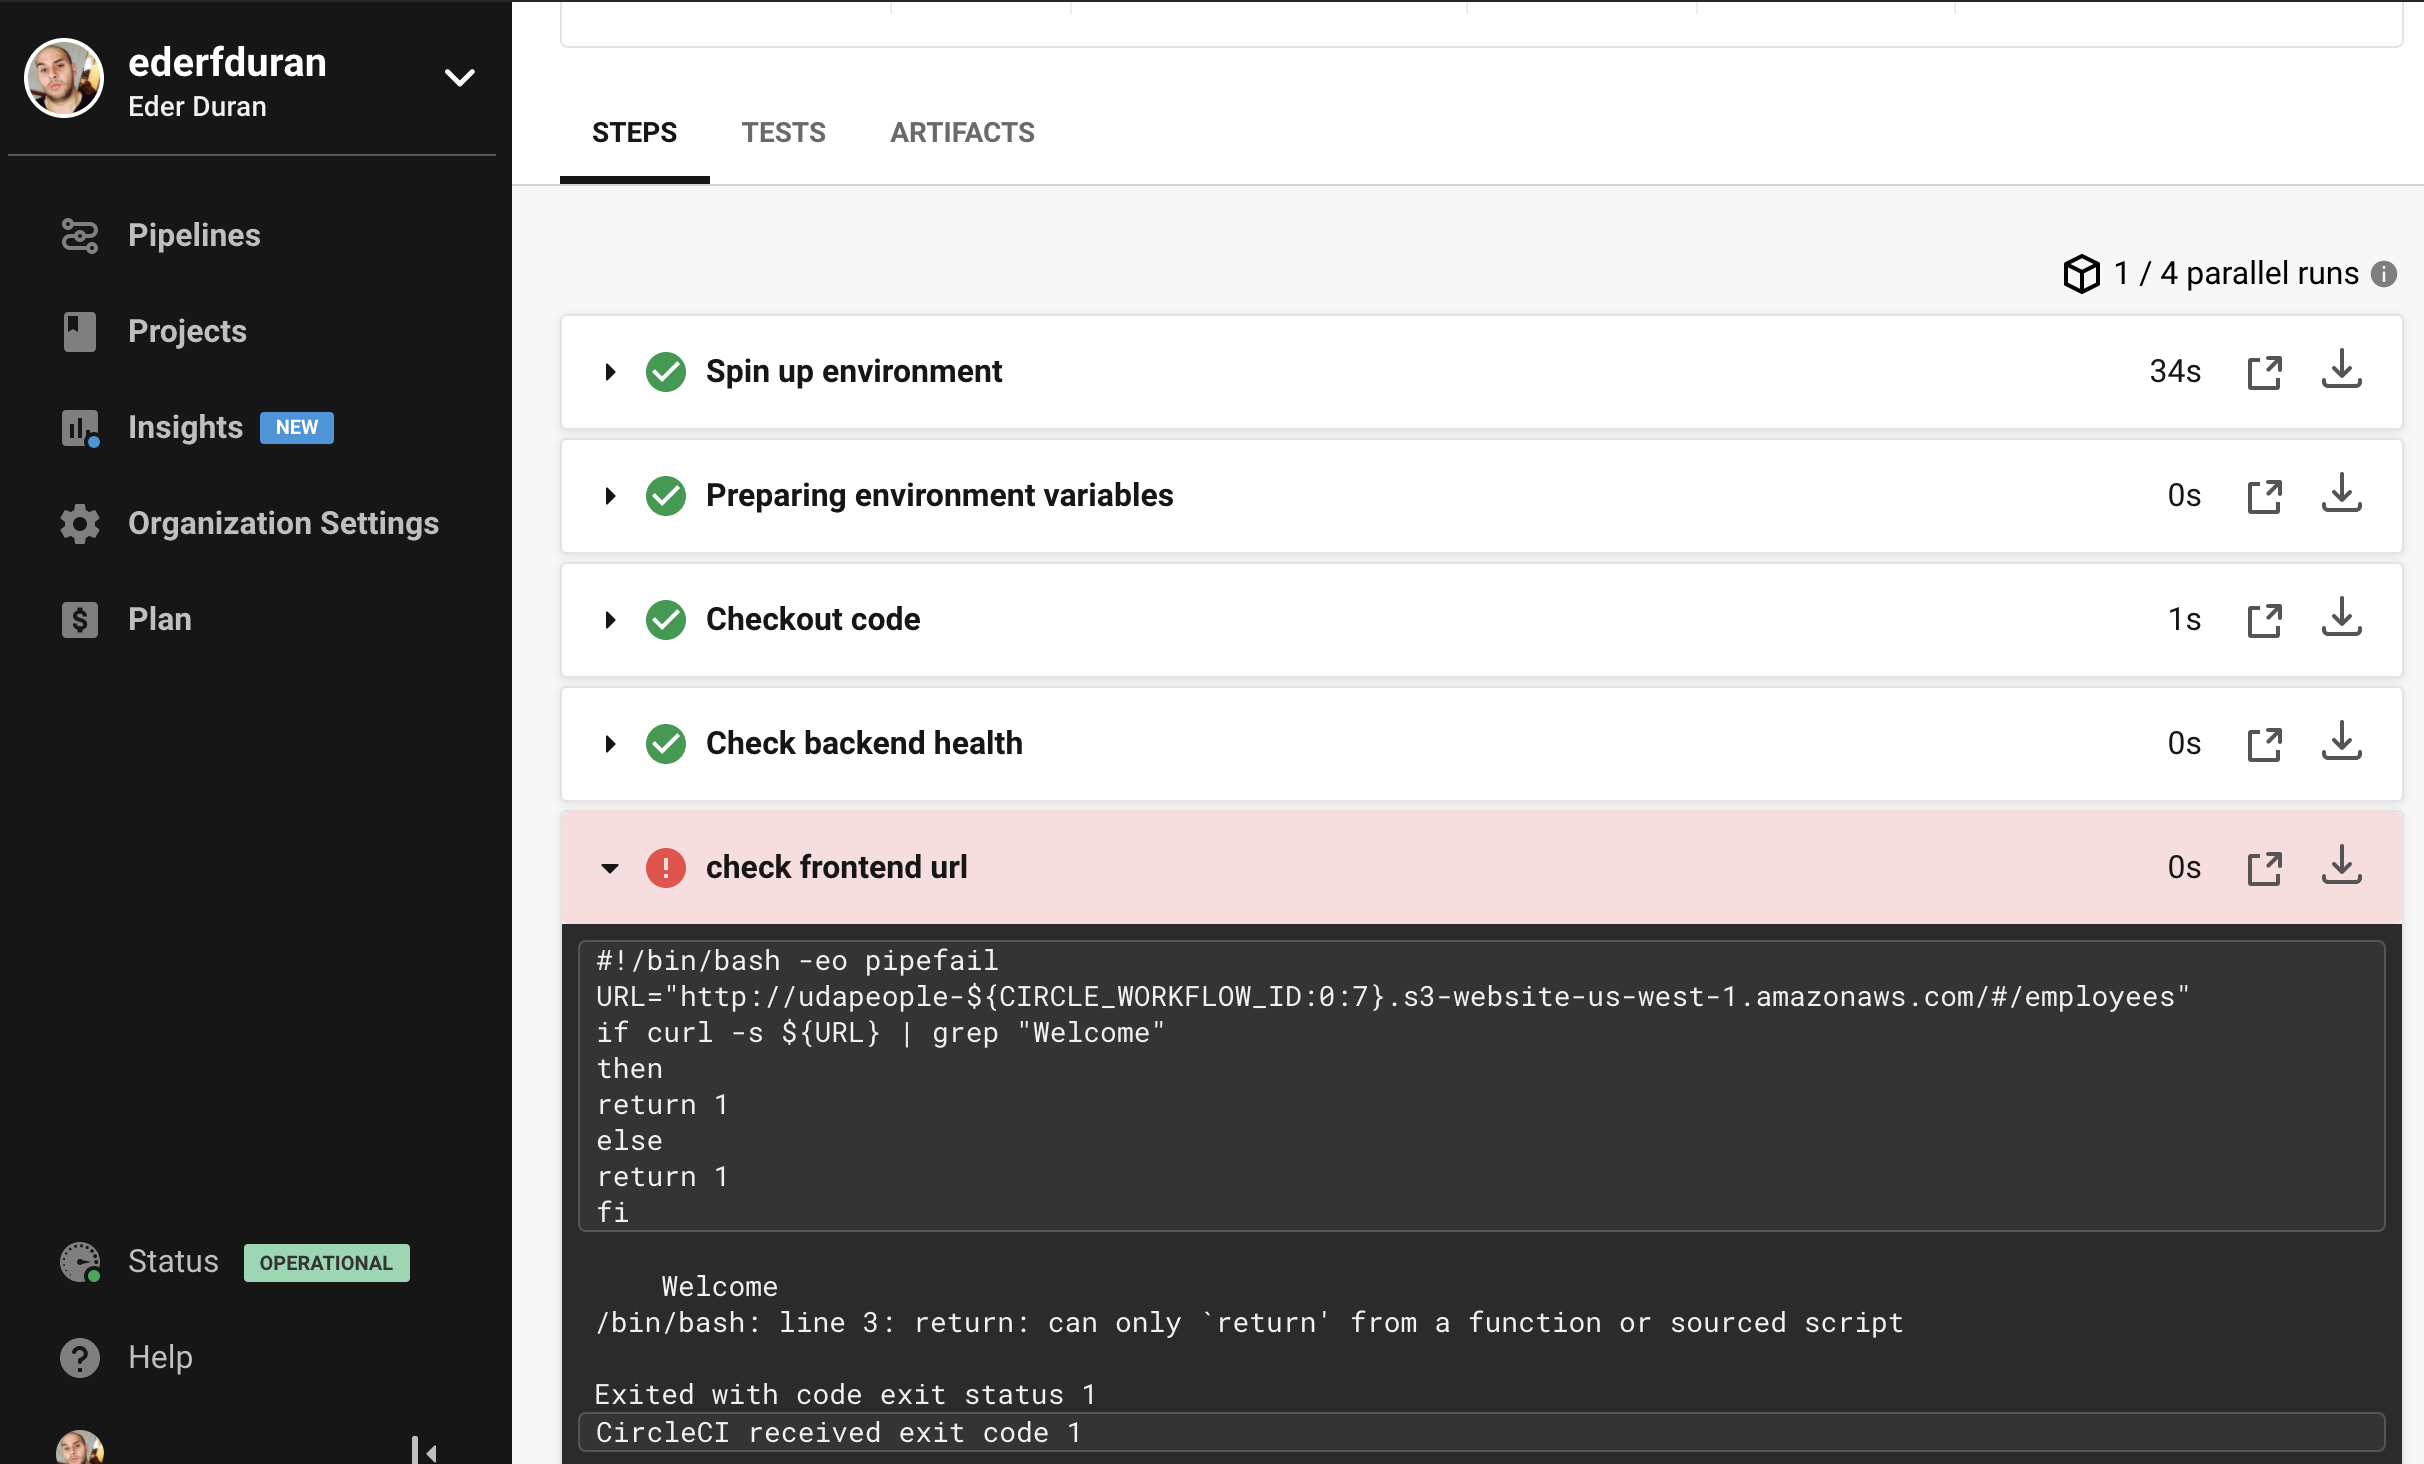 ederfduran
Eder Duran
Pipelines
Projects
Insights NEW
Organization Settings
Plan
Status OPERATIONAL
Help
STEPS TESTS ARTIFACTS
1 / 4 parallel runs
Spin up environment 34s
Preparing environment variables 0s
Checkout code 1s
Check backend health 0s
check frontend url 0s
#!/bin/bash -eo pipefail
URL="http://udapeople-${CIRCLE_WORKFLOW_ID:0:7}.s3-website-us-west-1.amazonaws.com/#/employees"
if curl -s ${URL} | grep "Welcome"
then
return 1
else
return 1
fi
Welcome
/bin/bash: line 3: return: can only `return' from a function or sourced script
Exited with code exit status 1
CircleCI received exit code 1